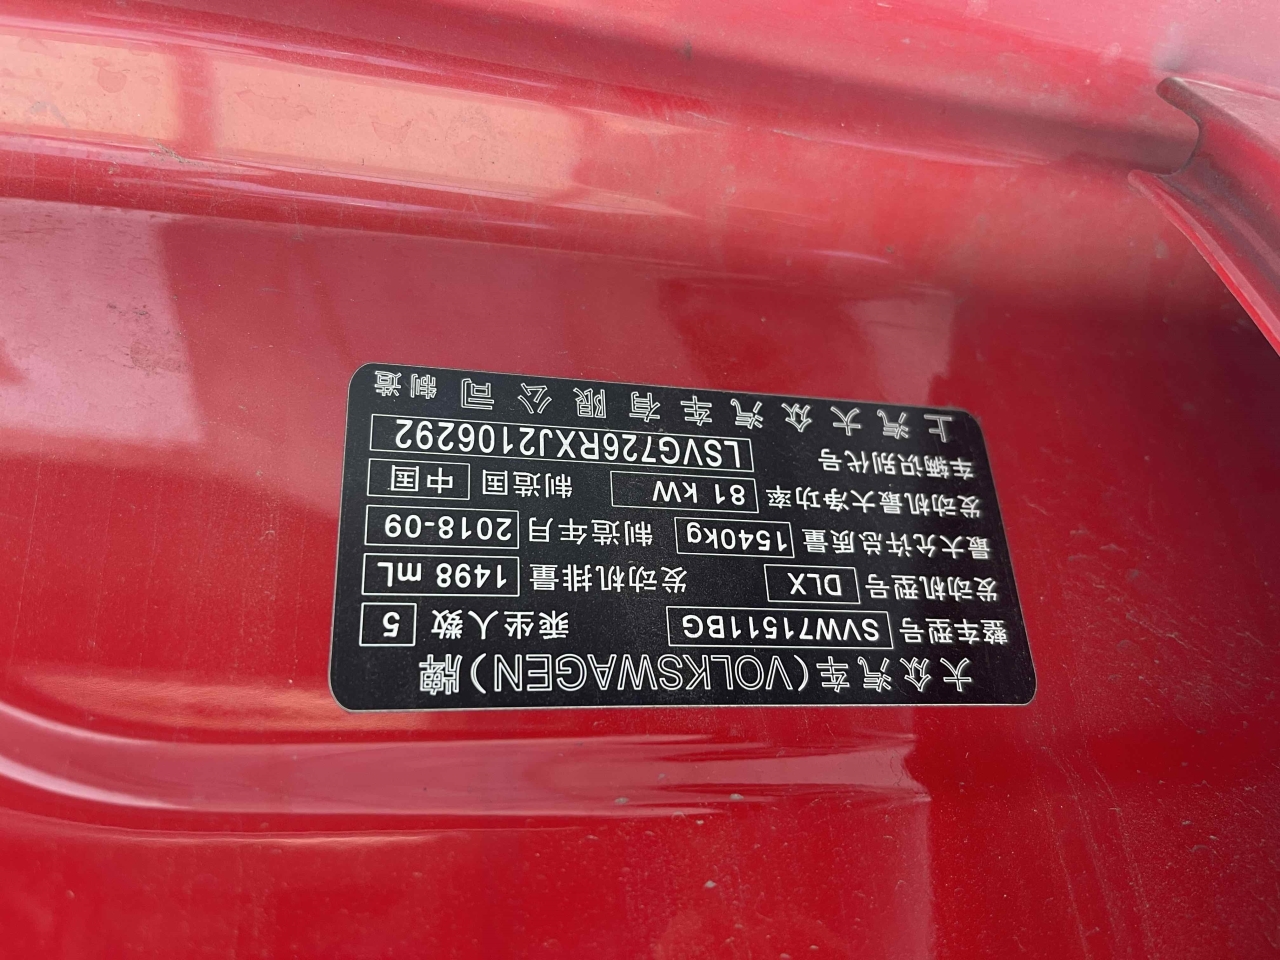 大众汽车(VOLKSWAGEN)牌
整车型号 SVW71511BG 乘坐人数 5
发动机型号 DLX 发动机排量 1498 mL
最大允许总质量 1540kg 制造年月 2018-09
发动机最大净功率 81 kW 制造国 中国
车辆识别代号 LSVG726RXJ2106292
上汽大众汽车有限公司 制造